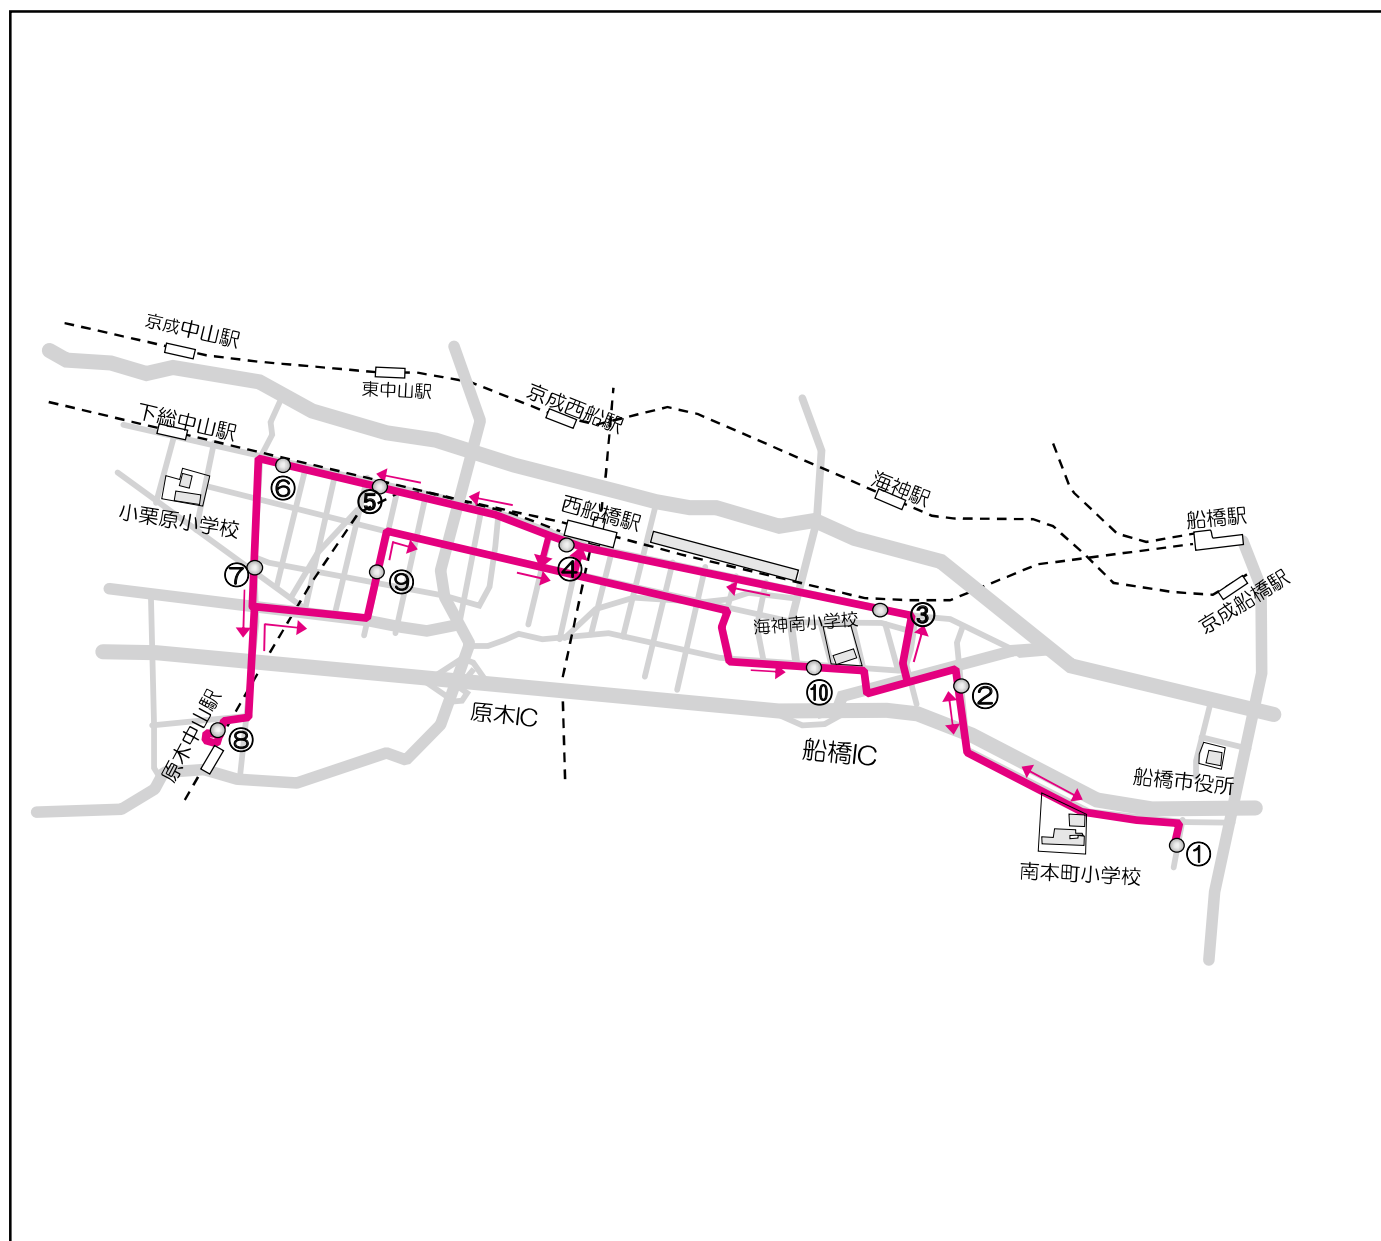 京成中山駅
東中山駅
京成西船駅
下総中山駅
海神駅
西船橋駅
船橋駅
⑥
⑤
小栗原小学校
④
⑦
⑨
京成船橋駅
③
海神南小学校
②
⑩
原木中山駅
原木IC
⑧
船橋IC
船橋市役所
①
南本町小学校